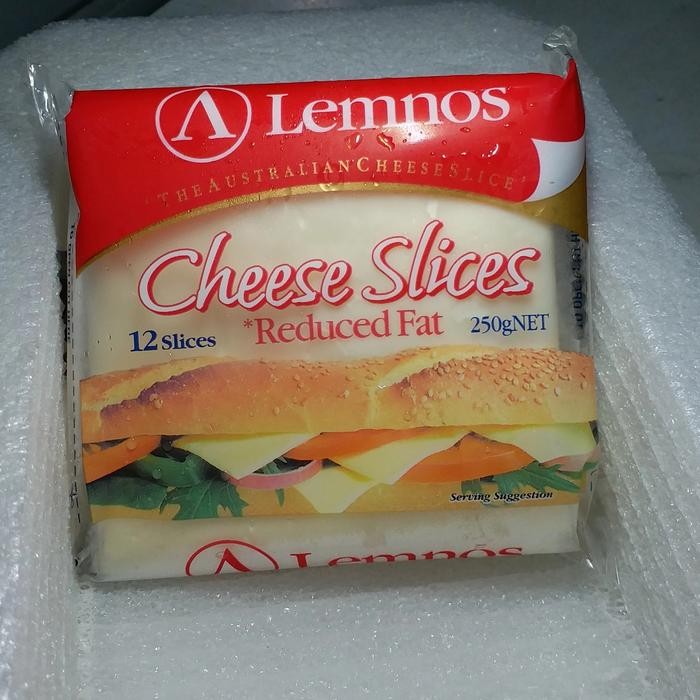 Lemnos
THE AUSTRALIAN CHEESE SLICE
Cheese Slices
*Reduced Fat
12 Slices
250gNET
Serving Suggestion
Lemnos